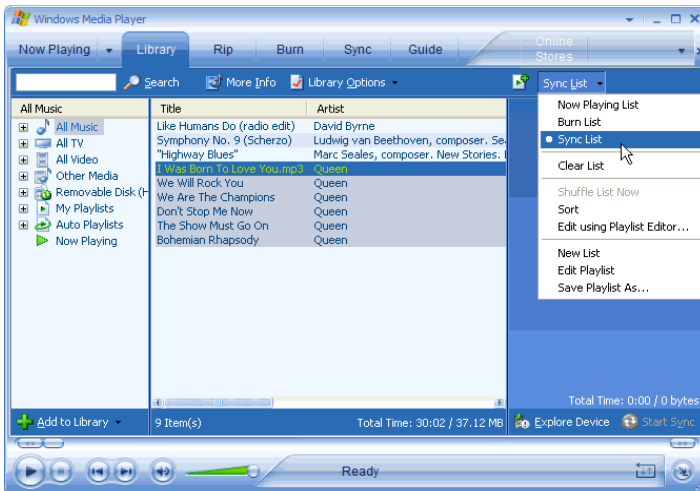 Windows Media Player
Now Playing
Library
Rip
Burn
Sync
Guide
Online
Stores
Search
More Info
Library Options
Sync List
All Music
All Music
All TV
All Video
Other Media
Removable Disk (H
My Playlists
Auto Playlists
Now Playing
Title Artist
Like Humans Do (radio edit) David Byrne
Symphony No. 9 (Scherzo) Ludwig van Beethoven, composer. Se
"Highway Blues" Marc Seales, composer. New Stories.
I Was Born To Love You.mp3 Queen
We Will Rock You Queen
We Are The Champions Queen
Don't Stop Me Now Queen
The Show Must Go On Queen
Bohemian Rhapsody Queen
Now Playing List
Burn List
Sync List
Clear List
Shuffle List Now
Sort
Edit using Playlist Editor...
New List
Edit Playlist
Save Playlist As...
Total Time: 0:00 / 0 bytes
Add to Library
9 Item(s)
Total Time: 30:02 / 37.12 MB
Explore Device
Start Sync
Ready